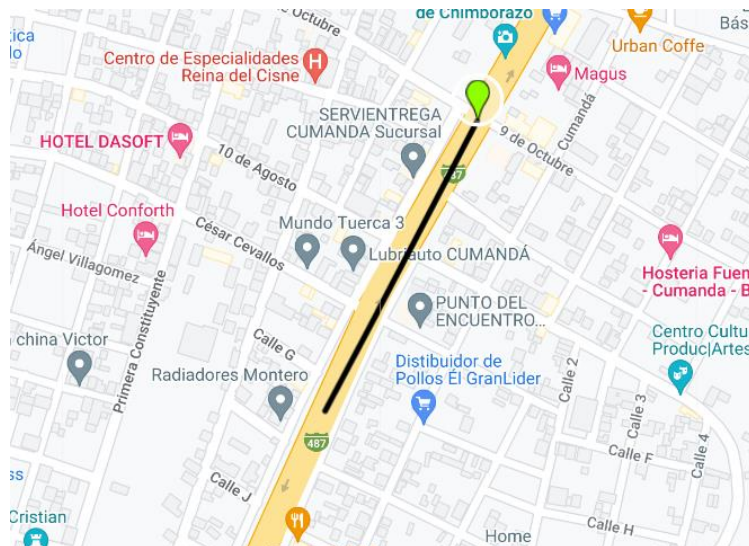 de Chimborazo
de Octubre
Centro de Especialidades
Reina del Cisne
Urban Coffe
Bás
Magus
SERVIENTREGA
CUMANDA Sucursal
Cumandá
HOTEL DASOFT
10 de Agosto
9 de Octubre
Hotel Conforth
César Cevallos
Mundo Tuerca 3
Lubriauto CUMANDÁ
Ángel Villagomez
Hosteria Fuen
- Cumanda - B
PUNTO DEL
ENCUENTRO...
Calle G
china Victor
Primera Constituyente
Radiadores Montero
Distibuidor de
Pollos Él GranLider
Calle 2
Centro Cultu
Produc|Artes
Calle 3
Calle 4
487
Calle F
Calle J
Cristian
Home
Calle H